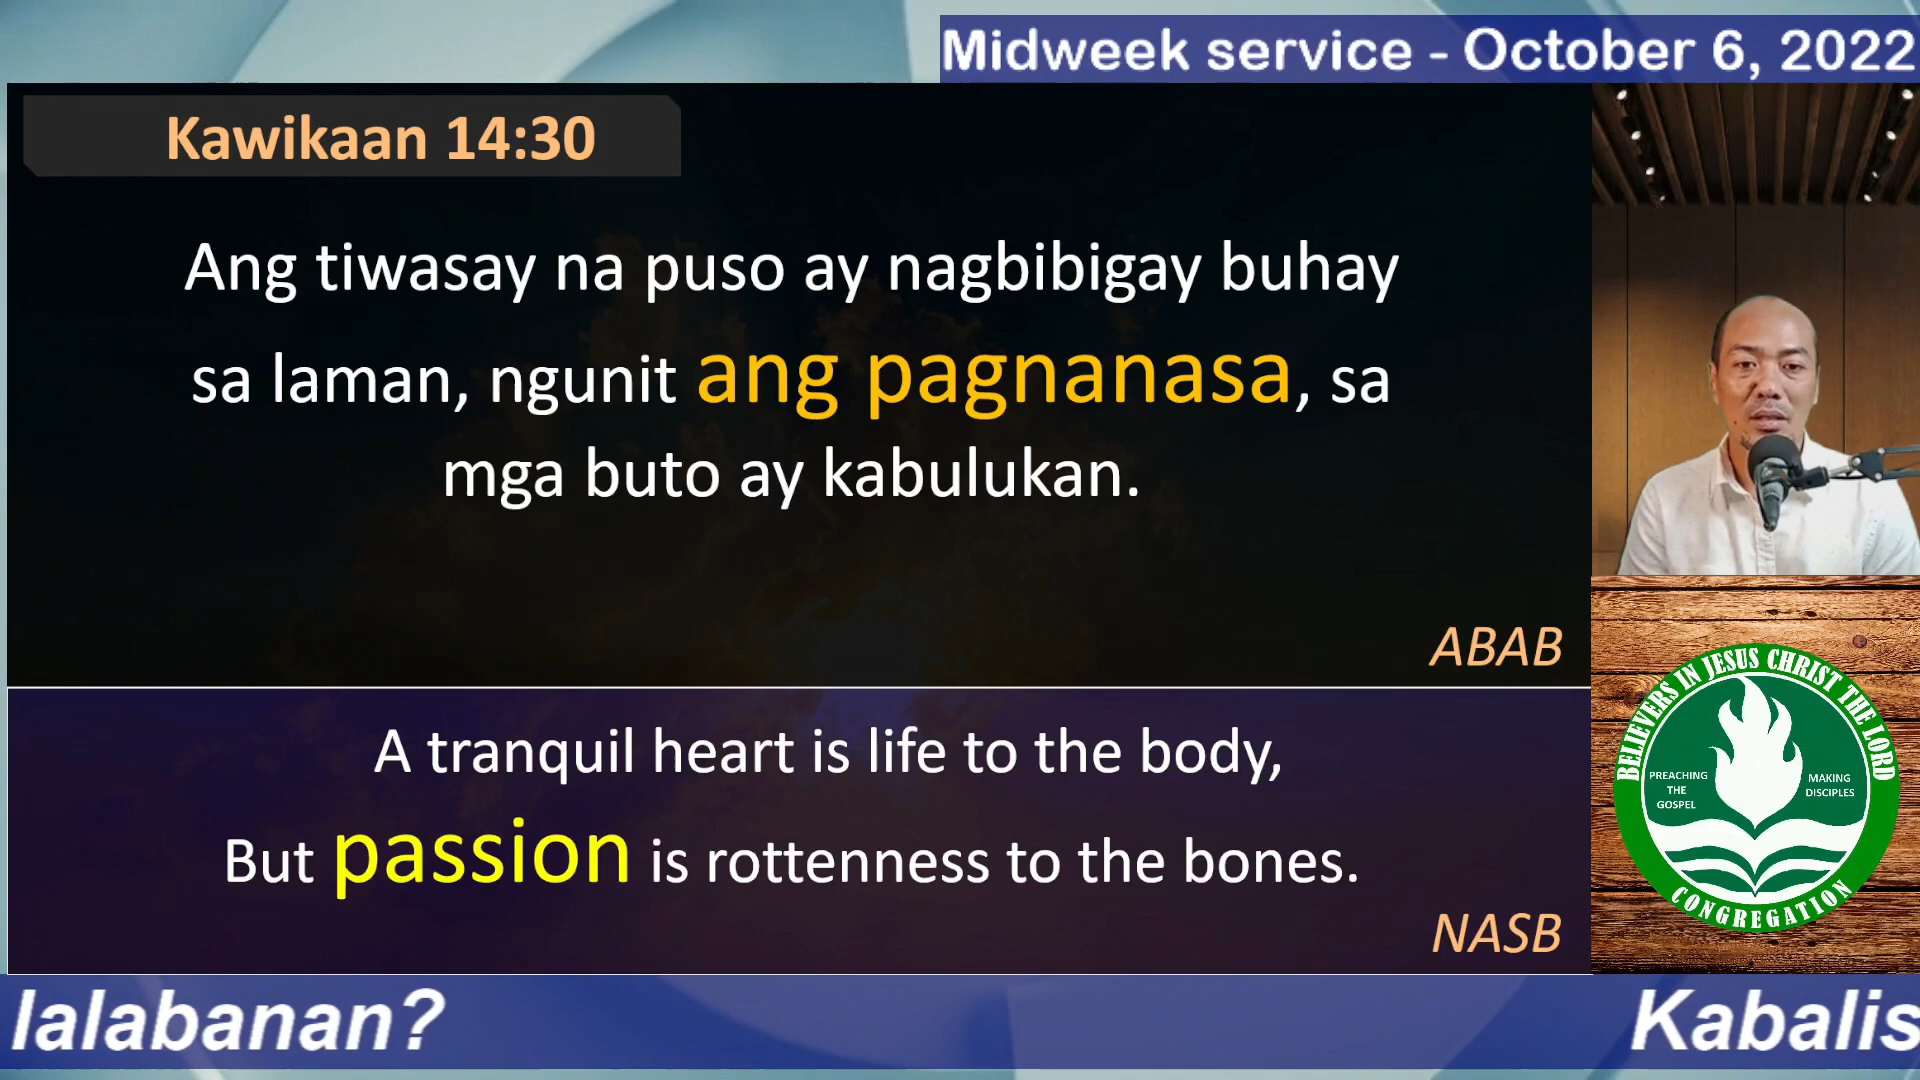 Midweek service - October 6, 2022
Kawikaan 14:30
Ang tiwasay na puso ay nagbibigay buhay
sa laman, ngunit ang pagnanasa, sa
mga buto ay kabulukan.
ABAB
A tranquil heart is life to the body,
But passion is rottenness to the bones.
NASB
BELIEVERS IN JESUS CHRIST THE LORD
PREACHING
THE
GOSPEL
MAKING
DISCIPLES
CONGREGATION
lalabanan? Kabalis